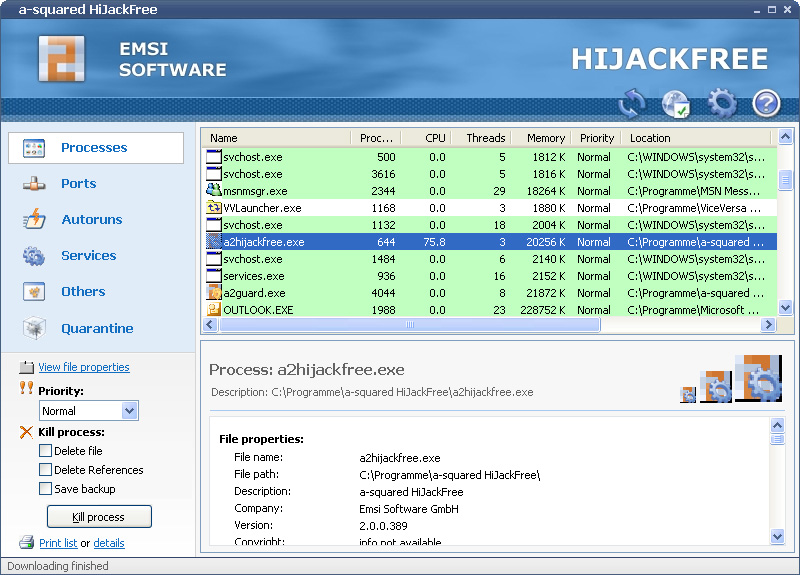 a-squared HiJackFree
EMSI
SOFTWARE
HIJACKFREE
Processes
Ports
Autoruns
Services
Others
Quarantine
Name Proc... CPU Threads Memory Priority Location
svchost.exe 500 0.0 5 1812 K Normal C:\WINDOWS\system32\s...
svchost.exe 3616 0.0 5 1816 K Normal C:\WINDOWS\system32\s...
msnmsgr.exe 2344 0.0 29 18264 K Normal C:\Programme\MSN Mess...
VVLauncher.exe 1168 0.0 3 1880 K Normal C:\Programme\ViceVersa ...
svchost.exe 1132 0.0 18 2004 K Normal C:\WINDOWS\system32\s...
a2hijackfree.exe 644 75.8 3 20256 K Normal C:\Programme\a-squared ...
svchost.exe 1484 0.0 6 2140 K Normal C:\WINDOWS\system32\s...
services.exe 936 0.0 16 2152 K Normal C:\WINDOWS\system32\s...
a2guard.exe 4044 0.0 8 21872 K Normal C:\Programme\a-squared ...
OUTLOOK.EXE 1988 0.0 23 228752 K Normal C:\Programme\Microsoft ...
View file properties
Priority:
Normal
Kill process:
Delete file
Delete References
Save backup
Kill process
Print list or details
Process: a2hijackfree.exe
Description: C:\Programme\a-squared HiJackFree\a2hijackfree.exe
File properties:
File name: a2hijackfree.exe
File path: C:\Programme\a-squared HiJackFree\
Description: a-squared HiJackFree
Company: Emsi Software GmbH
Version: 2.0.0.389
Copyright: info not available
Downloading finished